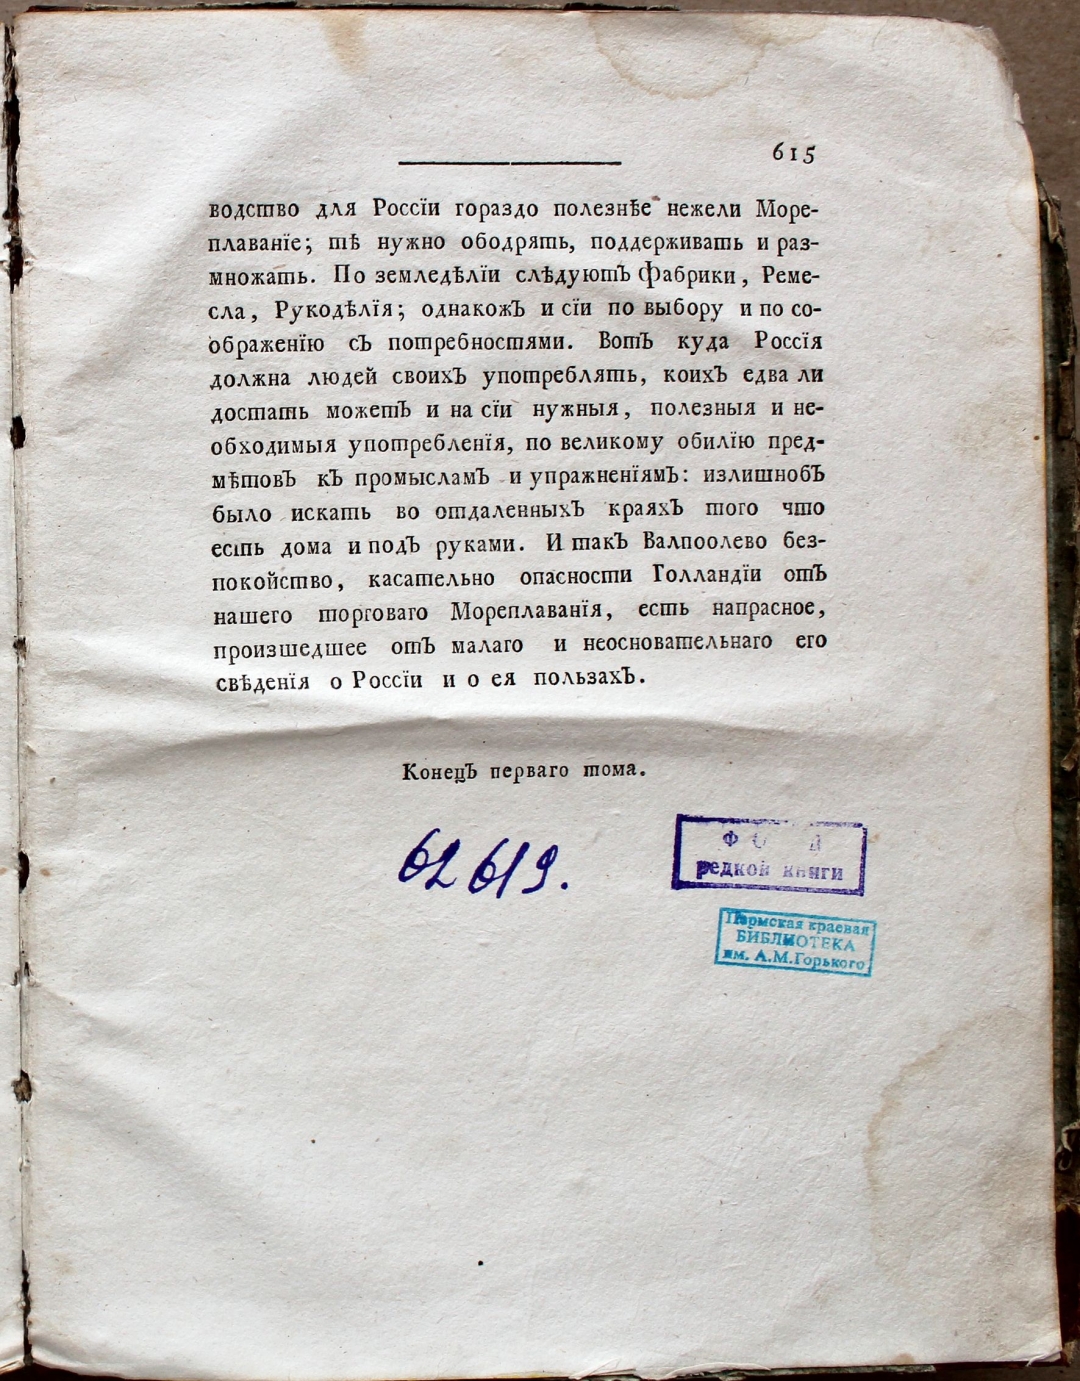 615
водство для Россїи гораздо полезнѣе нежели Море-
плаванїе; тѣ нужно ободрять, поддерживать и раз-
множать. По земледѣлїи слѣдуютЪ Фабрики, Реме-
сла, Рукодѣлїя; однакожЪ и сїи по выбору и по со-
ображенїю сЪ потребностями. ВотЪ куда Россїя
должна людей своихЪ употреблять, коихЪ едва ли
достать можетЪ и на сїи нужныя, полезныя и не-
обходимыя употребленїя, по великому обилїю пред-
мѣтовЪ кЪ промысламЪ и упражненїямЪ: излишнобЪ
было искать во отдаленныхЪ краяхЪ того что
есть дома и подЪ руками. И такЪ Валпоолево без-
покойство, касательно опасности Голландїи отЪ
нашего торговаго Мореплаванїя, есть напрасное,
произшедшее отЪ малаго и неосновательнаго его
свѣденїя о Россїи и о ея пользахЪ.
КонецЪ перваго тома.
62619.
редкой книги
Пермская краевая
БИБЛИОТЕКА
им. А.М.Горького